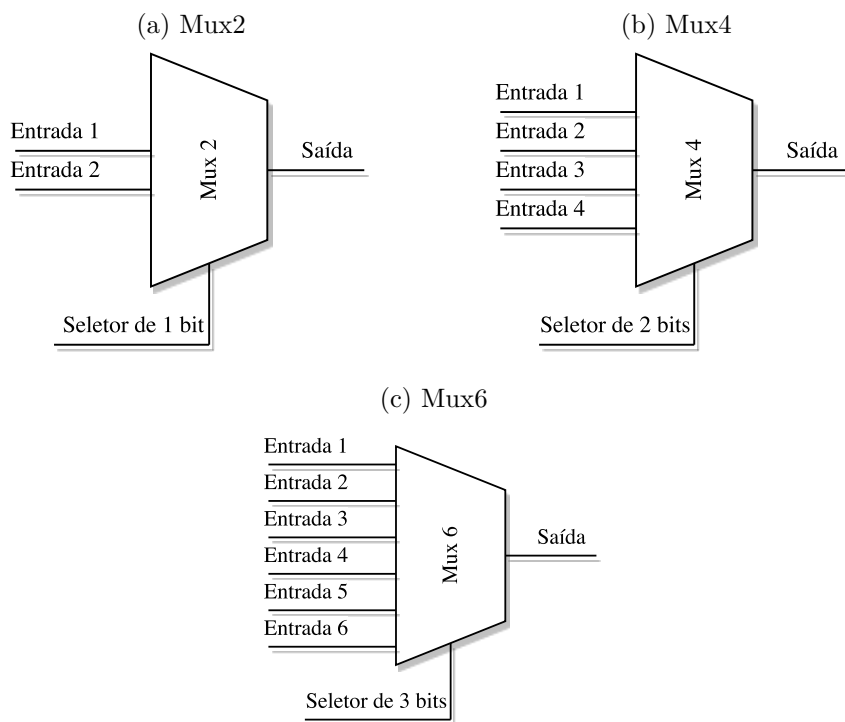 (a) Mux2
Entrada 1
Entrada 2
Mux 2
Saída
Seletor de 1 bit
(b) Mux4
Entrada 1
Entrada 2
Entrada 3
Entrada 4
Mux 4
Saída
Seletor de 2 bits
(c) Mux6
Entrada 1
Entrada 2
Entrada 3
Entrada 4
Entrada 5
Entrada 6
Mux 6
Saída
Seletor de 3 bits